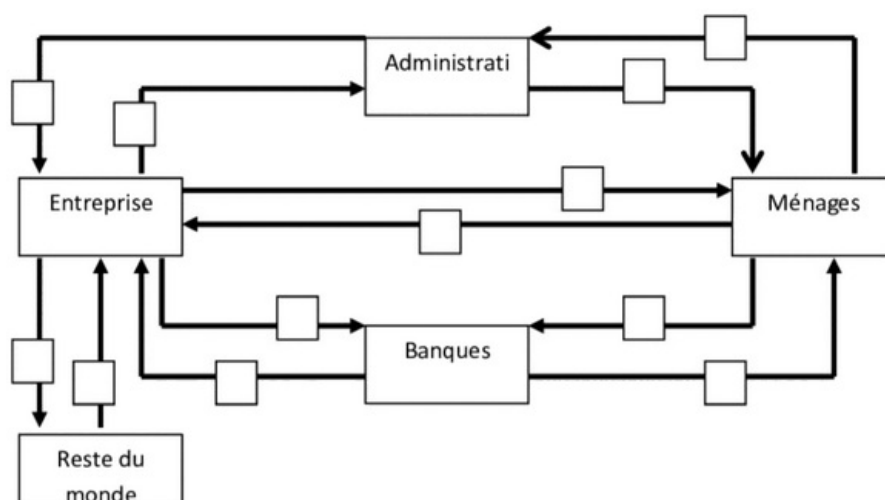 Administrati
Entreprise
Ménages
Banques
Reste du
monde